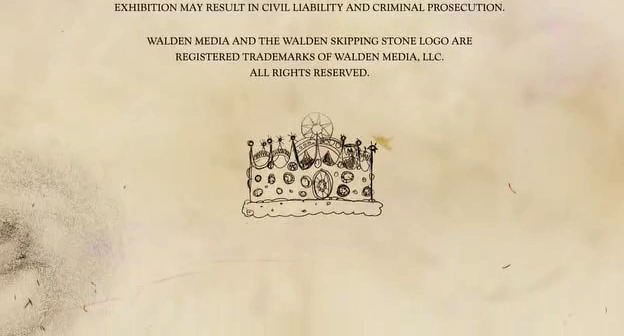 EXHIBITION MAY RESULT IN CIVIL LIABILITY AND CRIMINAL PROSECUTION.
WALDEN MEDIA AND THE WALDEN SKIPPING STONE LOGO ARE
REGISTERED TRADEMARKS OF WALDEN MEDIA, LLC.
ALL RIGHTS RESERVED.